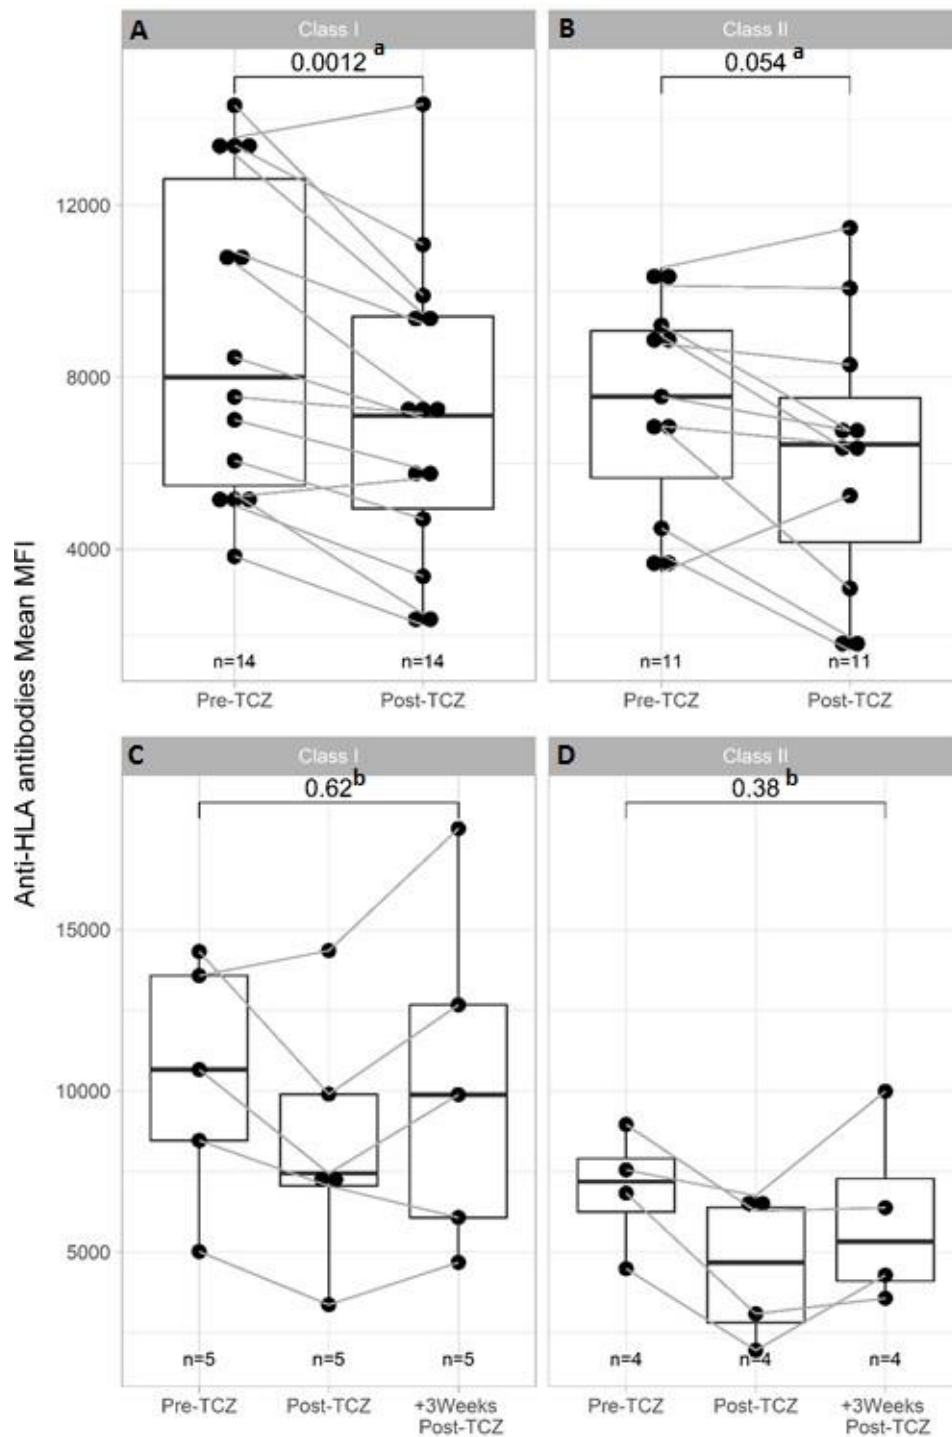 Anti-HLA antibodies Mean MFI
A Class I
0.0012 a
12000
8000
4000
n=14 n=14
Pre-TCZ Post-TCZ
B Class II
0.054 a
n=11 n=11
Pre-TCZ Post-TCZ
C Class I
0.62 b
15000
10000
5000
n=5 n=5 n=5
Pre-TCZ Post-TCZ +3Weeks
Post-TCZ
D Class II
0.38 b
n=4 n=4 n=4
Pre-TCZ Post-TCZ +3Weeks
Post-TCZ